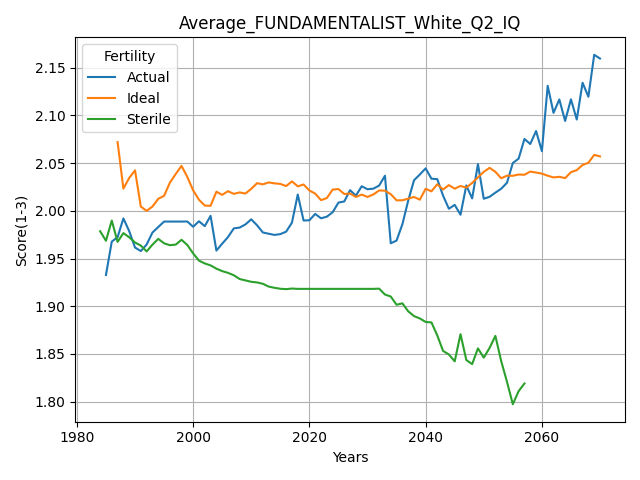 Average_FUNDAMENTALIST_White_Q2_IQ
Fertility
Actual
Ideal
Sterile
Score(1-3)
2.15
2.10
2.05
2.00
1.95
1.90
1.85
1.80
1980
2000
2020
2040
2060
Years